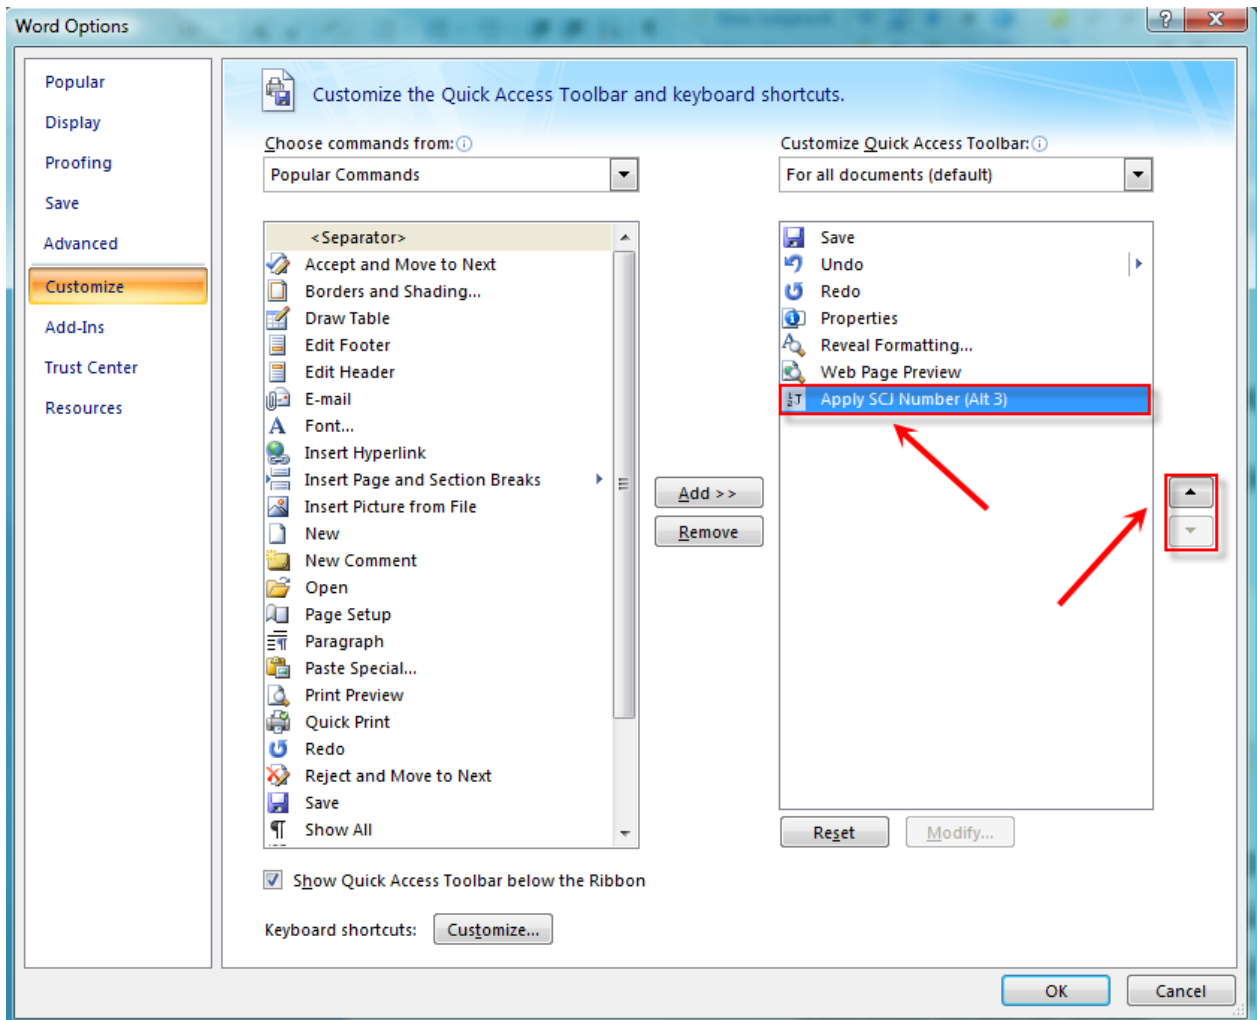 Word Options
?
X
Popular
Display
Proofing
Save
Advanced
Customize
Add-Ins
Trust Center
Resources
Customize the Quick Access Toolbar and keyboard shortcuts.
Choose commands from:
Popular Commands
<Separator>
Accept and Move to Next
Borders and Shading...
Draw Table
Edit Footer
Edit Header
E-mail
Font...
Insert Hyperlink
Insert Page and Section Breaks
Insert Picture from File
New
New Comment
Open
Page Setup
Paragraph
Paste Special...
Print Preview
Quick Print
Redo
Reject and Move to Next
Save
Show All
Add >>
Remove
Customize Quick Access Toolbar:
For all documents (default)
Save
Undo
Redo
Properties
Reveal Formatting...
Web Page Preview
Apply SCJ Number (Alt 3)
Reset
Modify...
Show Quick Access Toolbar below the Ribbon
Keyboard shortcuts:
Customize...
OK
Cancel